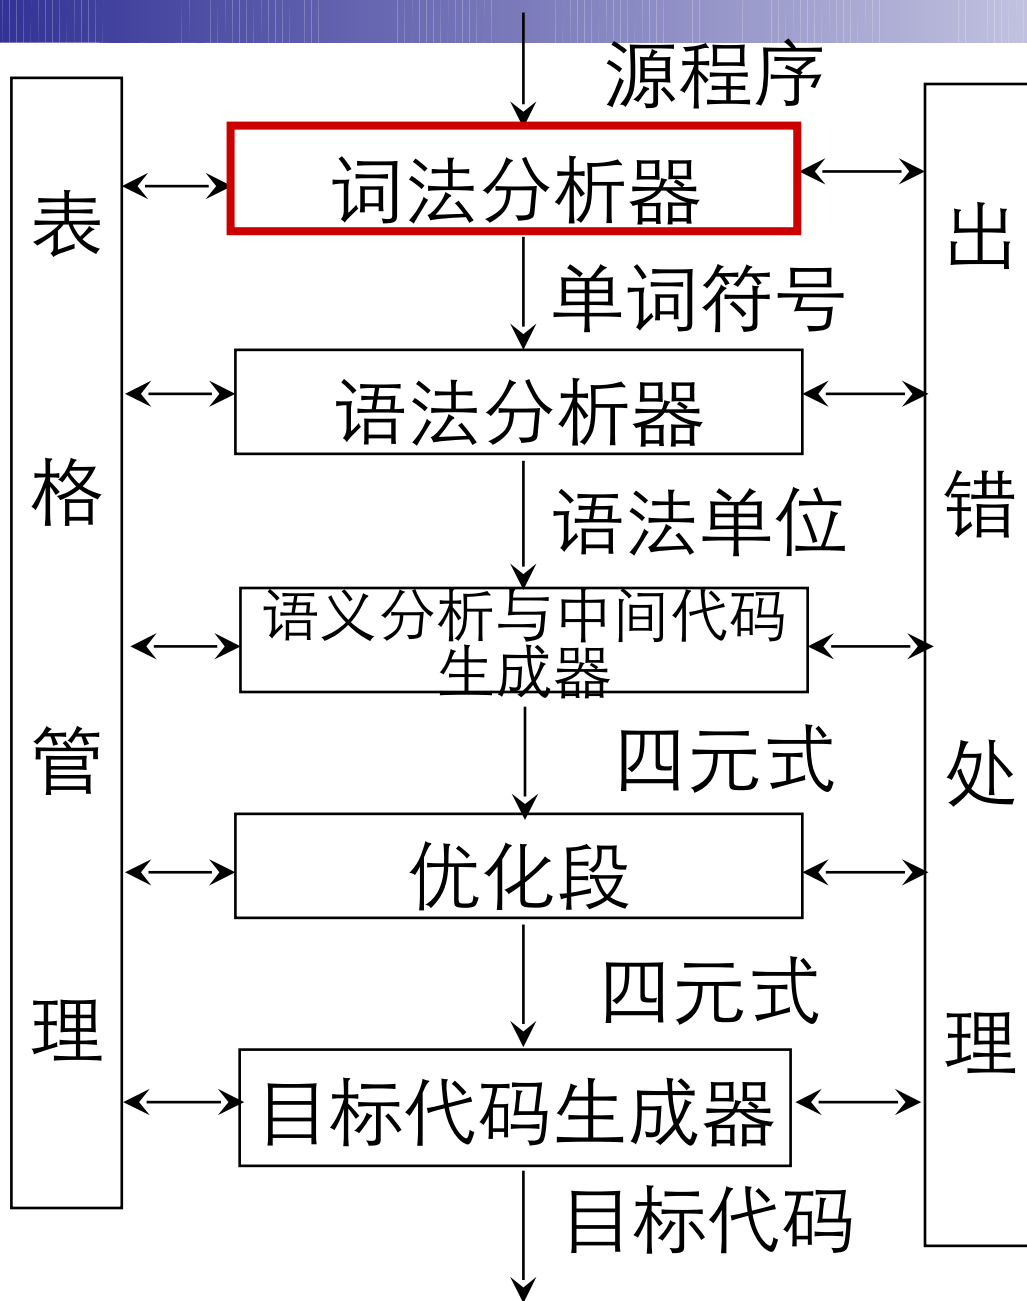 源程序
词法分析器
单词符号
语法分析器
语法单位
语义分析与中间代码
生成器
四元式
优化段
四元式
目标代码生成器
目标代码
表
格
管
理
出
错
处
理